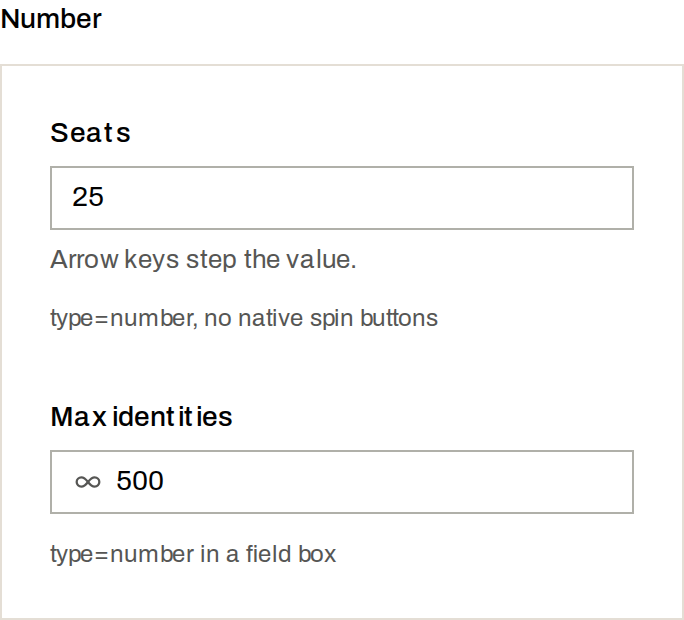 Number
Seats
25
Arrow keys step the value.
type=number, no native spin buttons
Max identities
∞ 500
type=number in a field box